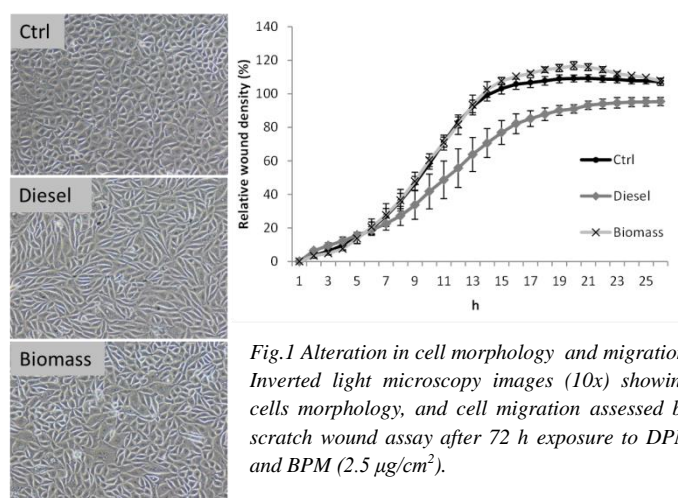 Ctrl
Diesel
Biomass
Relative wound density (%)
140
120
100
80
60
40
20
0
Ctrl
Diesel
Biomass
1 3 5 7 9 11 13 15 17 19 21 23 25
h
Fig.1 Alteration in cell morphology and migration
Inverted light microscopy images (10x) showin
cells morphology, and cell migration assessed b
scratch wound assay after 72 h exposure to DPM
and BPM (2.5 μg/cm²).